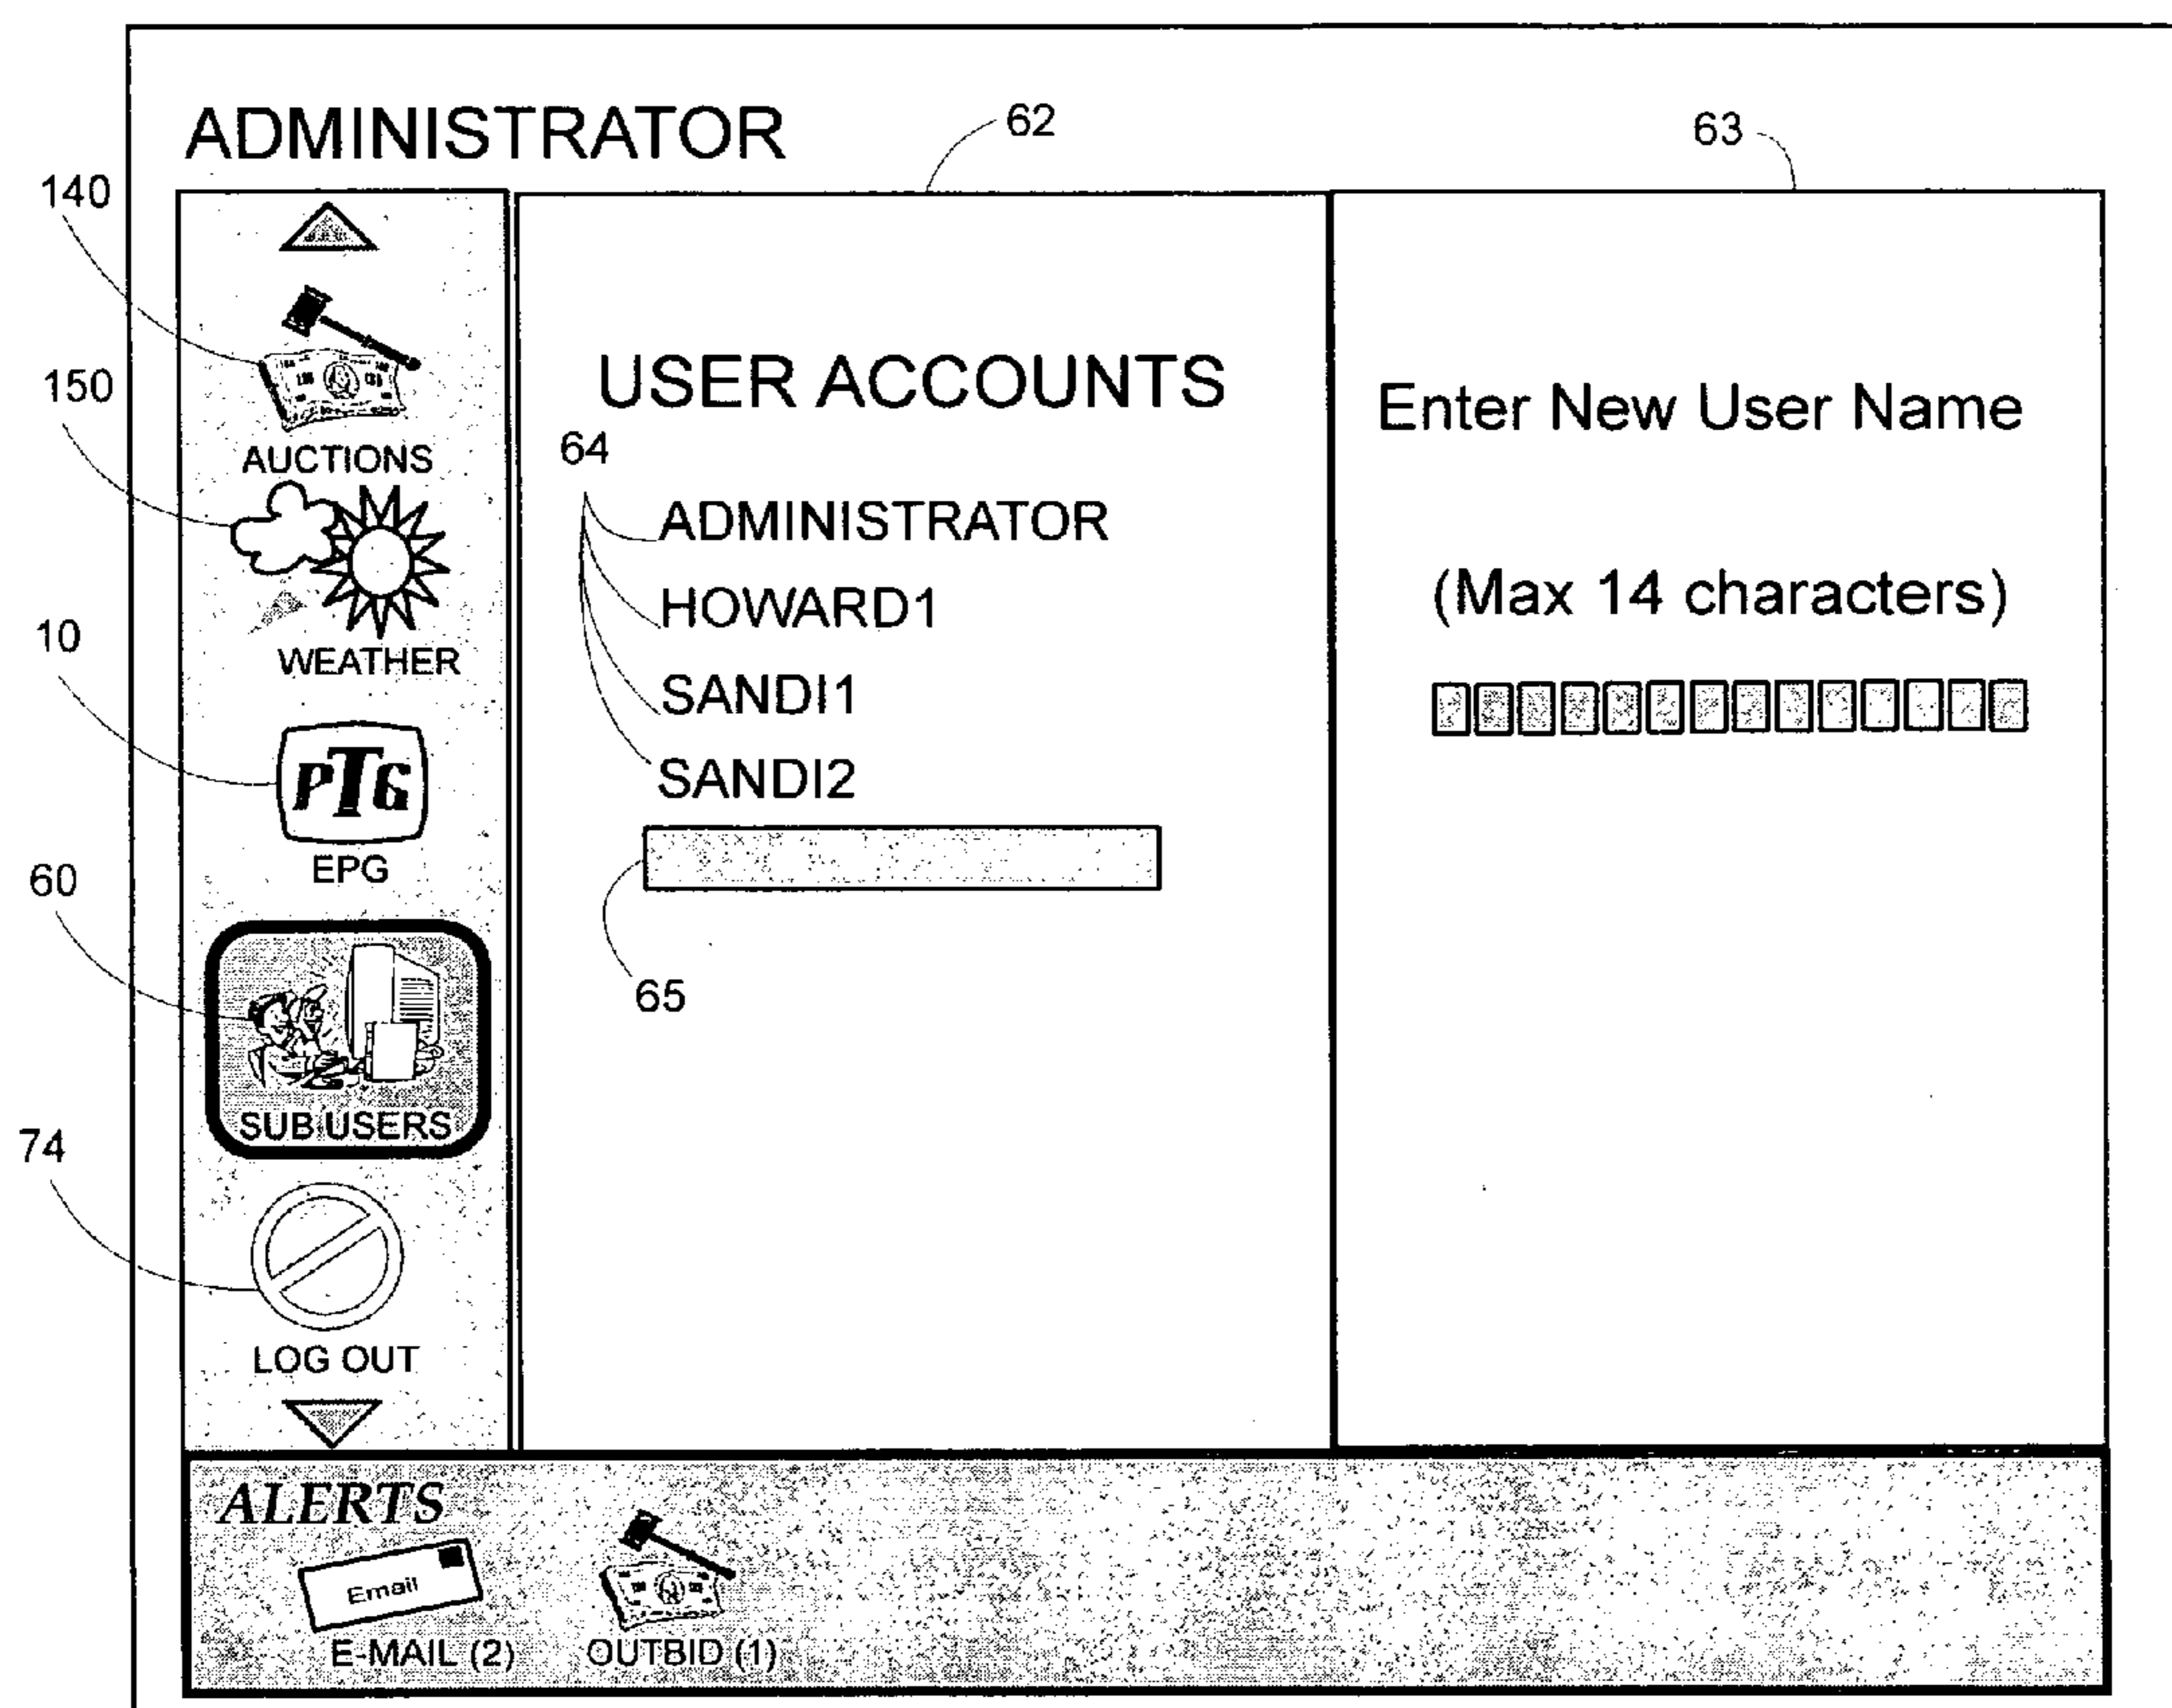 ADMINISTRATOR
62
63
140
150
10
60
74
AUCTIONS
WEATHER
PTG
EPG
SUB USERS
LOG OUT
USER ACCOUNTS
64
ADMINISTRATOR
HOWARD1
SANDI1
SANDI2
65
Enter New User Name
(Max 14 characters)
ALERTS
Email
E-MAIL (2)
OUTBID (1)